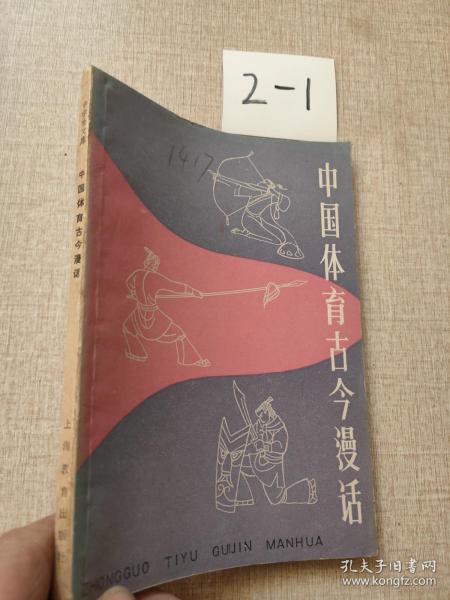 2-1
1417
中国体育古今漫话
ZHONGGUO TIYU GUJIN MANHUA
中国体育古今漫话
上海教育出版社
孔夫子旧书网
www.kongfz.com